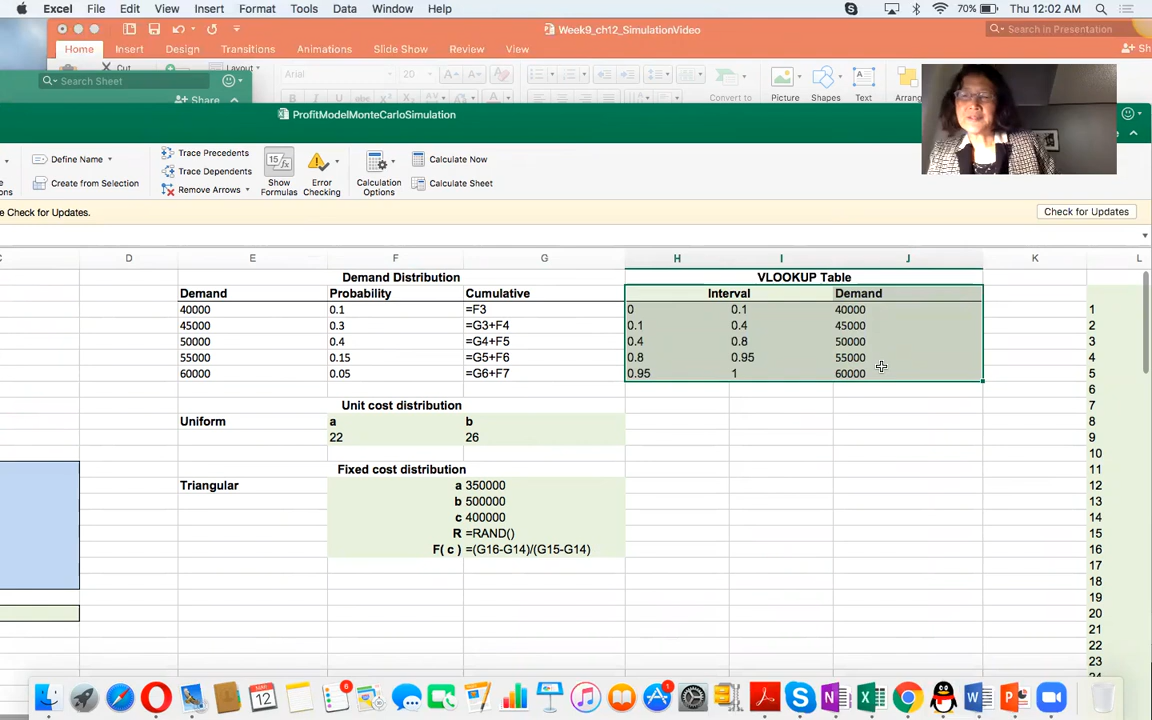 Excel File Edit View Insert Format Tools Data Window Help 70% Thu 12:02 AM
Week9_ch12_SimulationVideo Search in Presentation
Home Insert Design Transitions Animations Slide Show Review View
Cut Layout Arial 20
Search Sheet
Share
Convert to Picture Shapes Text
ProfitModelMonteCarloSimulation
Define Name Trace Precedents Calculate Now
Create from Selection Trace Dependents Show Formulas Error Checking Calculation Options Calculate Sheet
Remove Arrows
e Check for Updates. Check for Updates
C D E F G H I J K L
Demand Distribution VLOOKUP Table
Demand Probability Cumulative Interval Demand
40000 0.1 =F3 0 0.1 40000 1
45000 0.3 =G3+F4 0.1 0.4 45000 2
50000 0.4 =G4+F5 0.4 0.8 50000 3
55000 0.15 =G5+F6 0.8 0.95 55000 4
60000 0.05 =G6+F7 0.95 1 60000 5
6
Unit cost distribution 7
Uniform a b 8
22 26 9
10
Fixed cost distribution 11
Triangular a 350000 12
b 500000 13
c 400000 14
R =RAND() 15
F( c ) =(G16-G14)/(G15-G14) 16
17
18
19
20
21
22
23